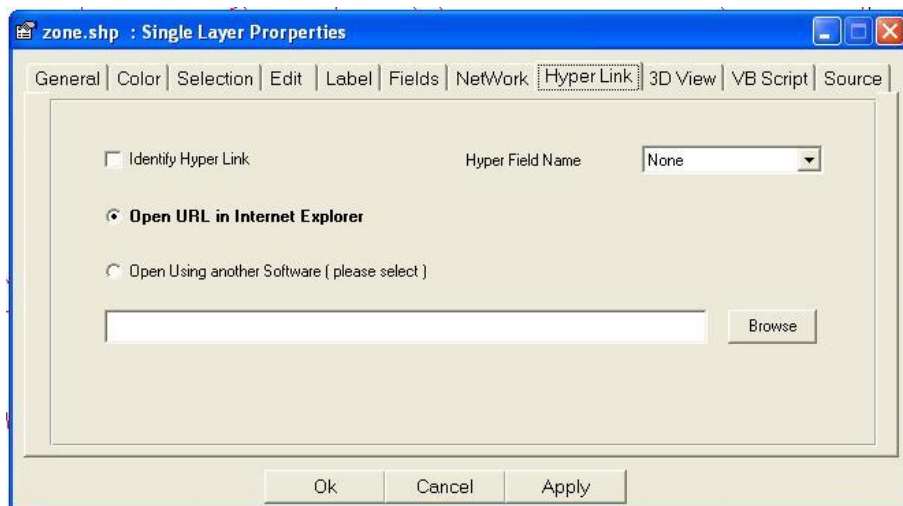 zone.shp : Single Layer Prorperties
General Color Selection Edit Label Fields NetWork Hyper Link 3D View VB Script Source
Identify Hyper Link Hyper Field Name None
Open URL in Internet Explorer
Open Using another Software ( please select )
Browse
Ok Cancel Apply